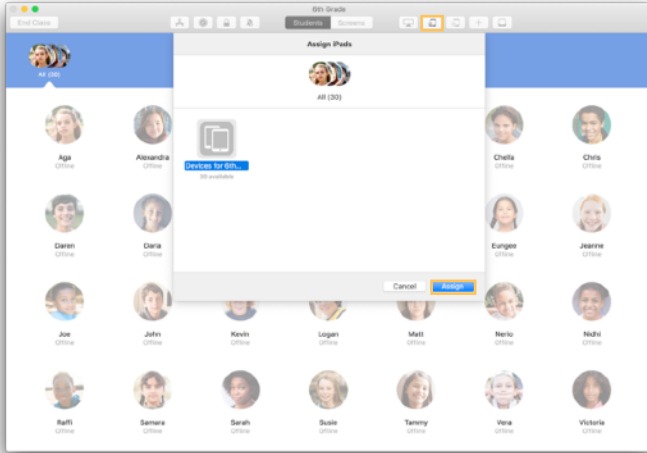 6th Grade
End Class
Students Screens
Assign iPads
All (30)
All (30)
Devices for 6th...
30 available
Aga
Offline
Alexandra
Offline
Chella
Offline
Chris
Offline
Daren
Offline
Daria
Offline
Eungee
Offline
Jeanne
Offline
Cancel Assign
Joe
Offline
John
Offline
Kevin
Offline
Logan
Offline
Matt
Offline
Nerio
Offline
Nidhi
Offline
Raffi
Offline
Samara
Offline
Sarah
Offline
Susie
Offline
Tammy
Offline
Vera
Offline
Victoria
Offline